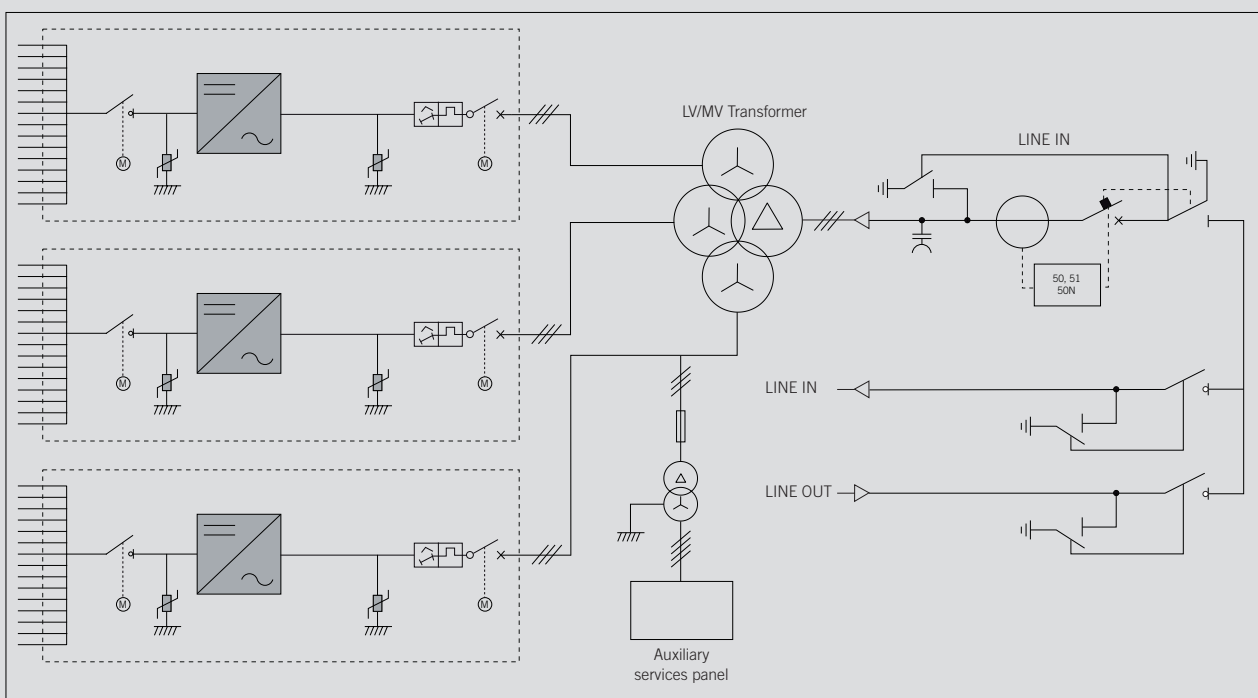 LV/MV Transformer
LINE IN
M
M
50, 51
50N
LINE IN
M
M
LINE OUT
M
M
Auxiliary
services panel